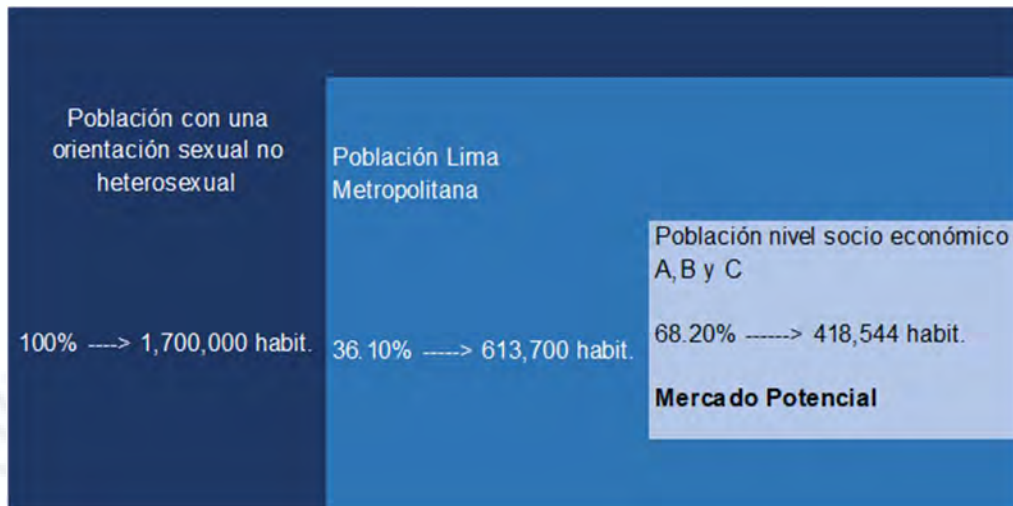 Población con una
orientación sexual no
heterosexual
100% ----> 1,700,000 habit.
Población Lima
Metropolitana
36.10% -----> 613,700 habit.
Población nivel socio económico
A,B y C
68.20% ------> 418,544 habit.
Mercado Potencial